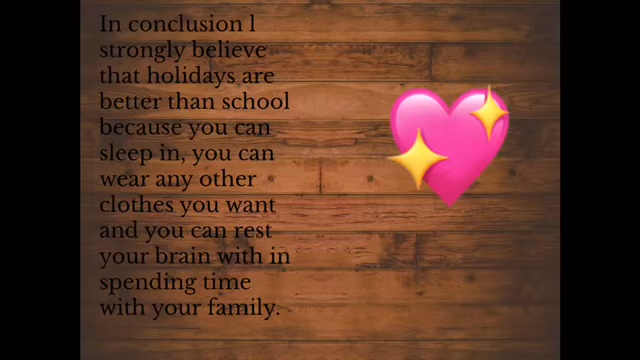 In conclusion l
strongly believe
that holidays are
better than school
because you can
sleep in, you can
wear any other
clothes you want
and you can rest
your brain with in
spending time
with your family.